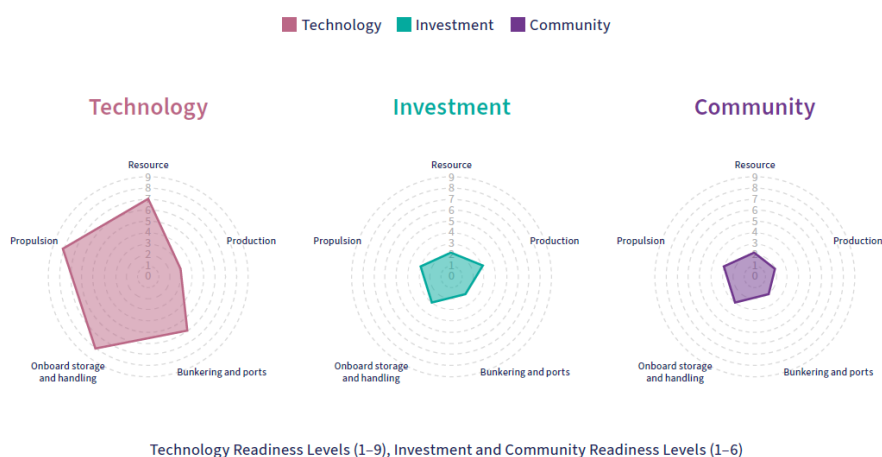 Technology Investment Community
Technology
Resource
9
8
7
6
5
4
3
2
1
0
Propulsion
Production
Onboard storage
and handling
Bunkering and ports
Investment
Resource
9
8
7
6
5
4
3
2
1
0
Propulsion
Production
Onboard storage
and handling
Bunkering and ports
Community
Resource
9
8
7
6
5
4
3
2
1
0
Propulsion
Production
Onboard storage
and handling
Bunkering and ports
Technology Readiness Levels (1–9), Investment and Community Readiness Levels (1–6)